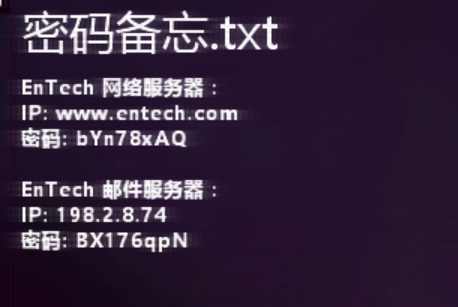 密码备忘.txt
EnTech 网络服务器：
IP: www.entech.com
密码: bYn78xAQ
EnTech 邮件服务器：
IP: 198.2.8.74
密码: BX176qpN